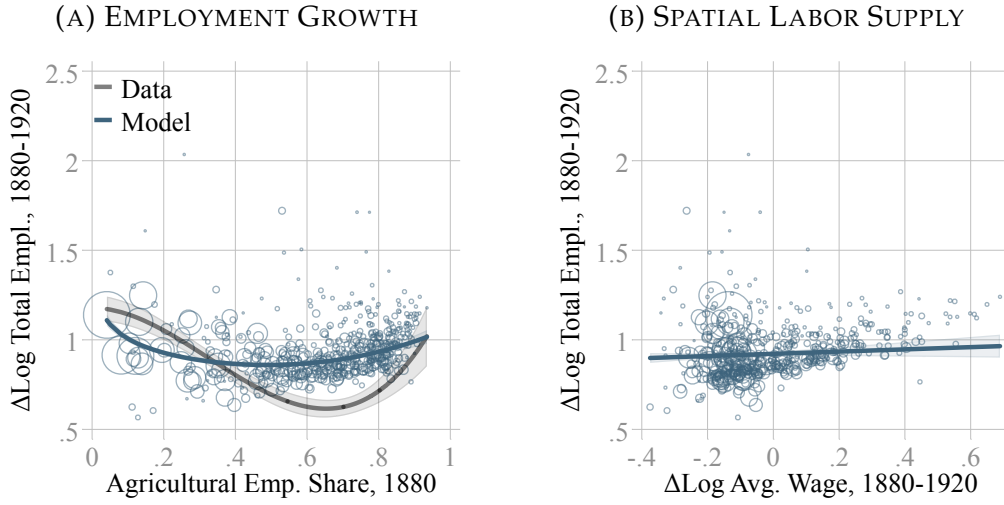 (A) EMPLOYMENT GROWTH
ΔLog Total Empl., 1880-1920
2.5
2
1.5
1
.5
Data
Model
0 .2 .4 .6 .8 1
Agricultural Emp. Share, 1880
(B) SPATIAL LABOR SUPPLY
ΔLog Total Empl., 1880-1920
2.5
2
1.5
1
.5
-.4 -.2 0 .2 .4 .6
ΔLog Avg. Wage, 1880-1920